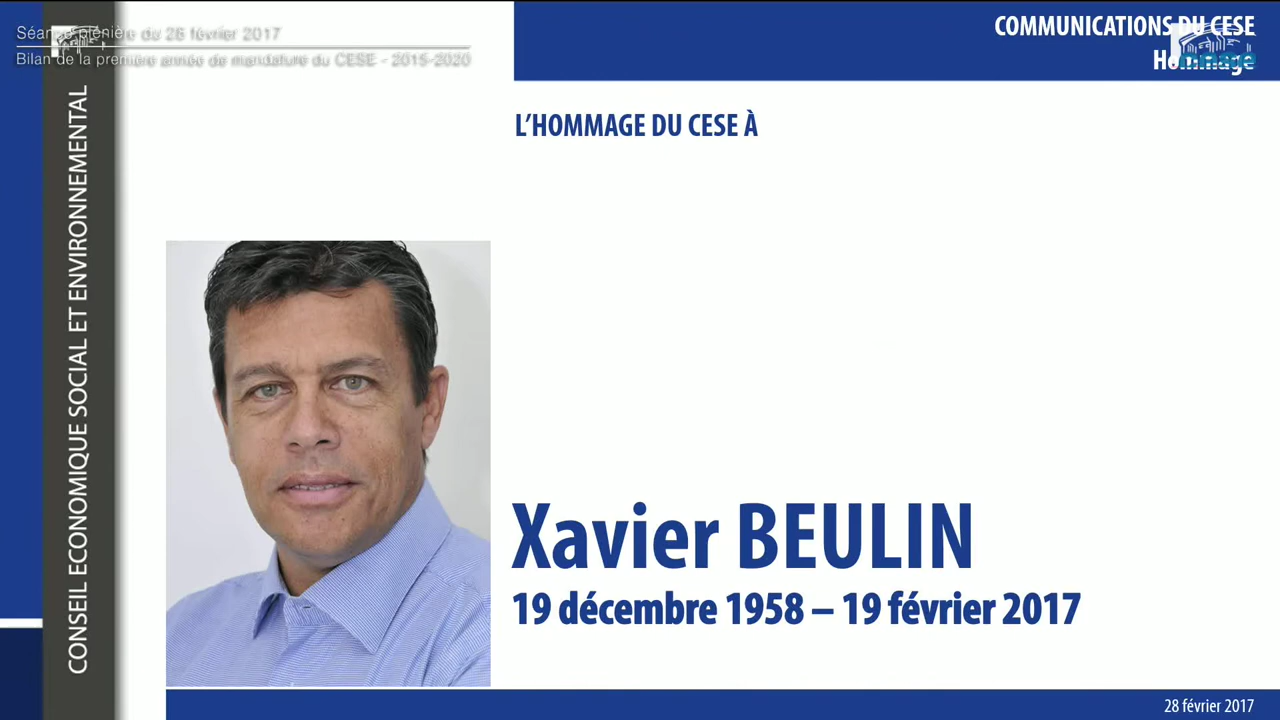 Séance plénière du 28 février 2017
Bilan de la première année de mandature du CESE - 2015-2020
COMMUNICATIONS DU CESE
Hommage
cese
CONSEIL ECONOMIQUE SOCIAL ET ENVIRONNEMENTAL
L'HOMMAGE DU CESE À
Xavier BEULIN
19 décembre 1958 – 19 février 2017
28 février 2017